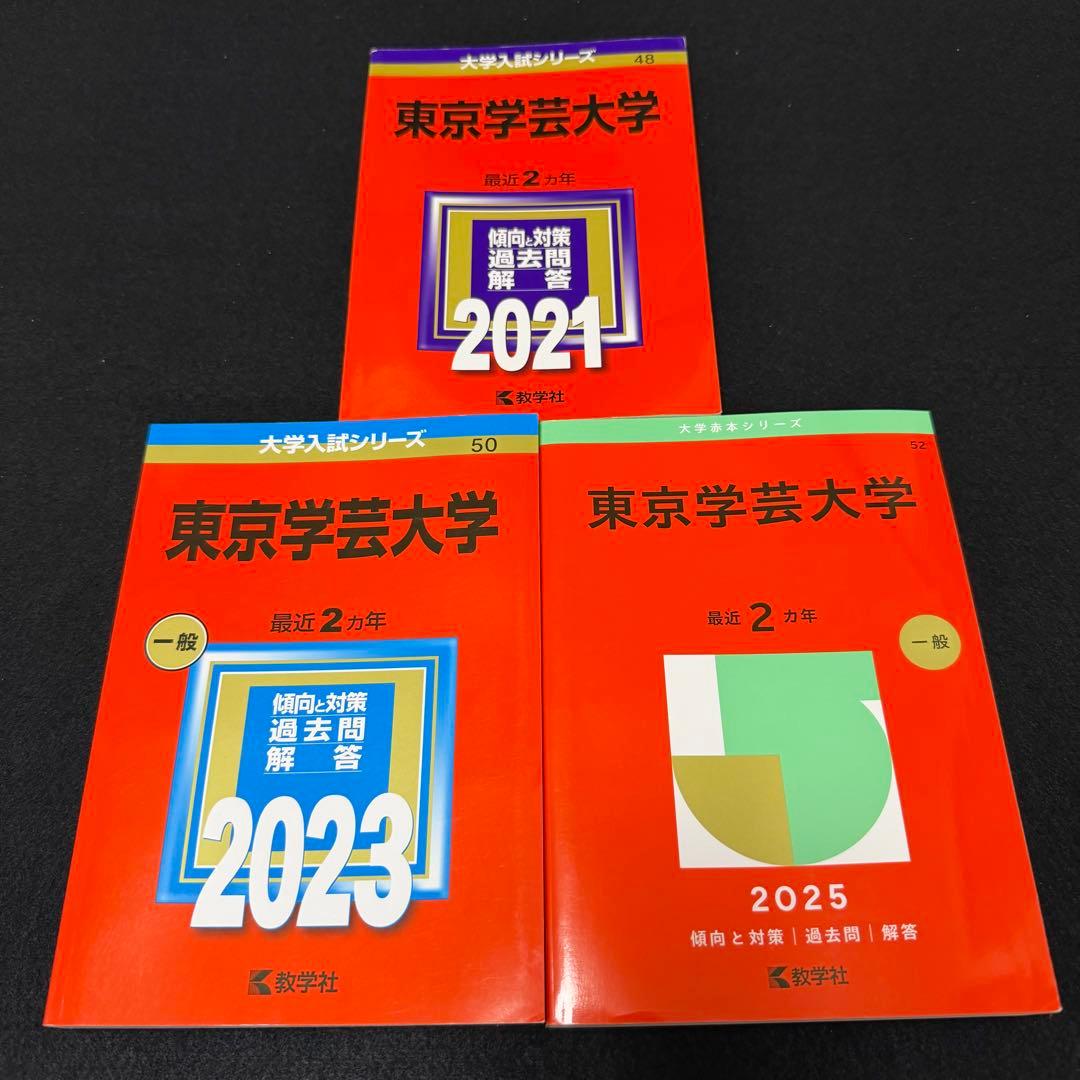 大学入試シリーズ 48
東京学芸大学
最近2カ年
傾向と対策
過去問
解答
2021
教学社
大学入試シリーズ 50
東京学芸大学
最近2カ年
一般
傾向と対策
過去問
解答
2023
教学社
大学赤本シリーズ
52
東京学芸大学
最近2カ年
一般
2025
傾向と対策|過去問|解答
教学社